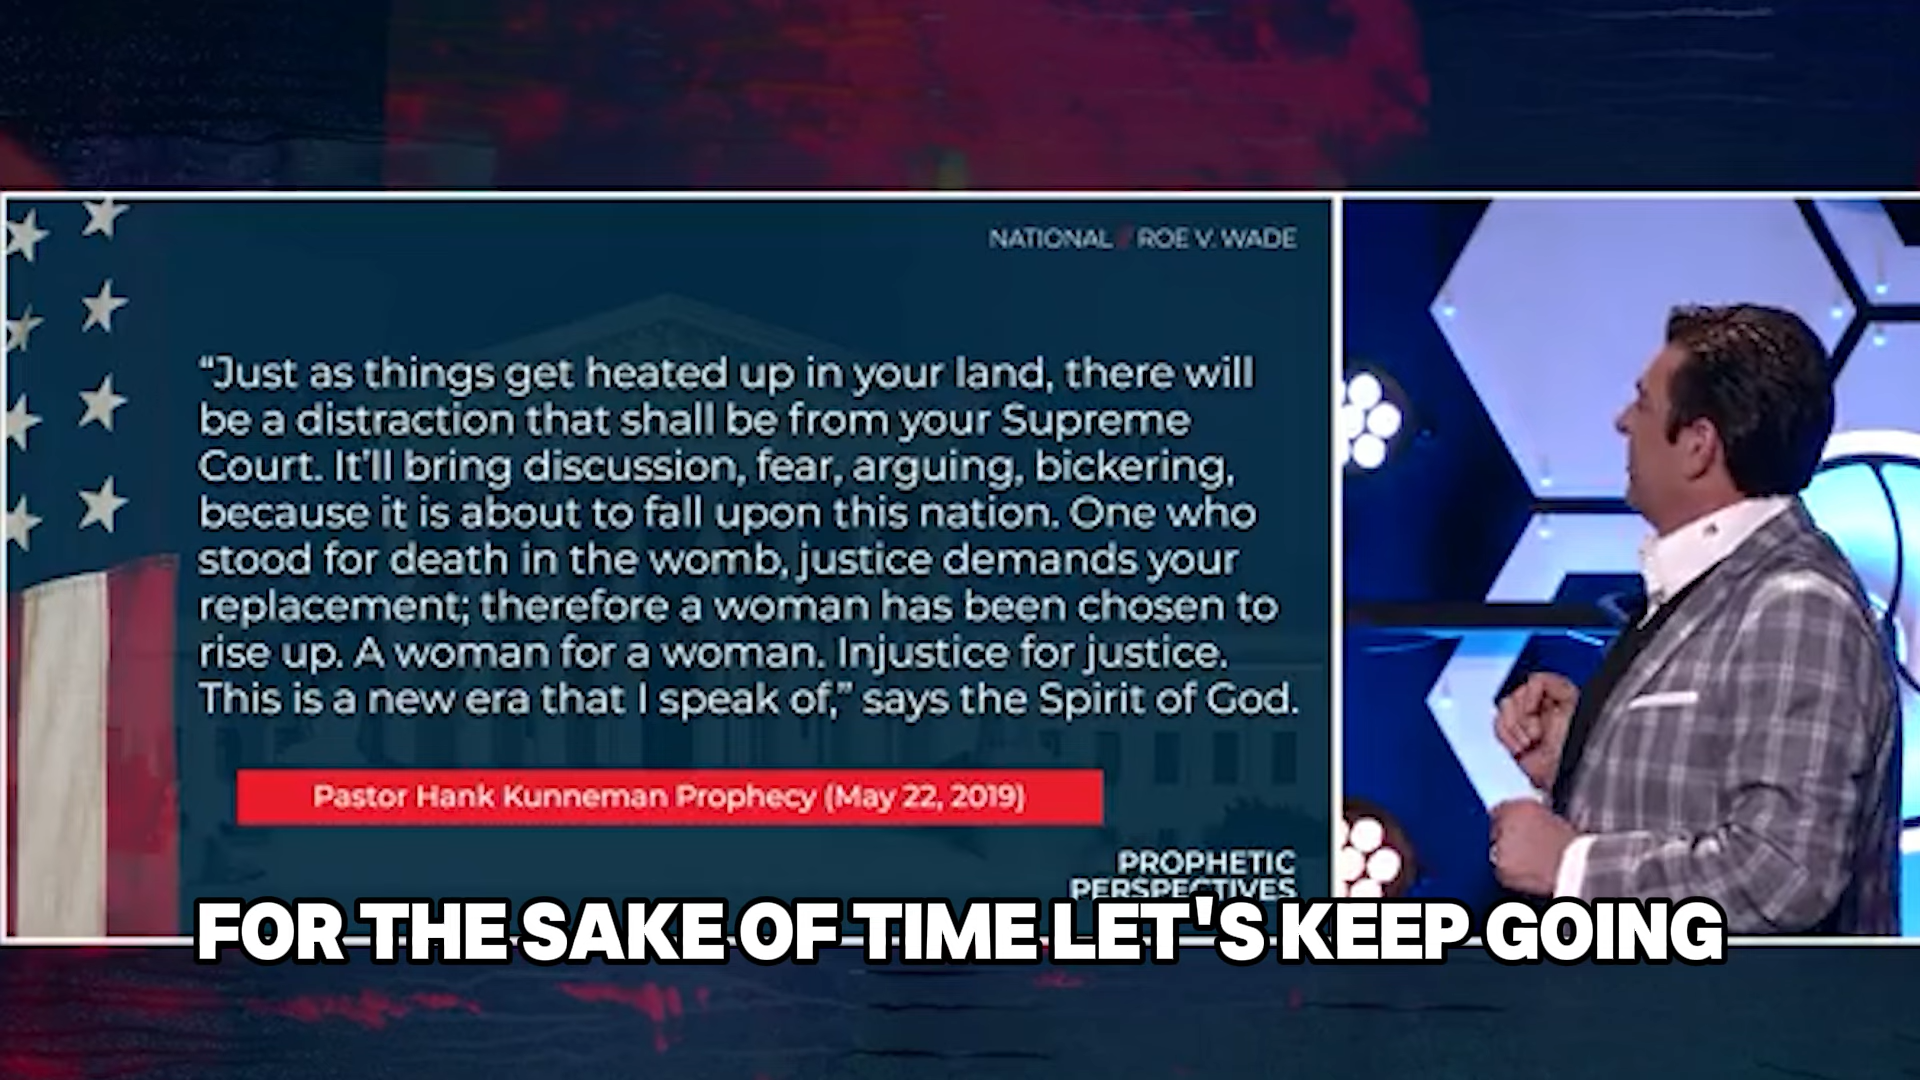 NATIONAL // ROE V. WADE
“Just as things get heated up in your land, there will
be a distraction that shall be from your Supreme
Court. It’ll bring discussion, fear, arguing, bickering,
because it is about to fall upon this nation. One who
stood for death in the womb, justice demands your
replacement; therefore a woman has been chosen to
rise up. A woman for a woman. Injustice for justice.
This is a new era that I speak of,” says the Spirit of God.
Pastor Hank Kunneman Prophecy (May 22, 2019)
PROPHETIC
PERSPECTIVES
FOR THE SAKE OF TIME LET'S KEEP GOING